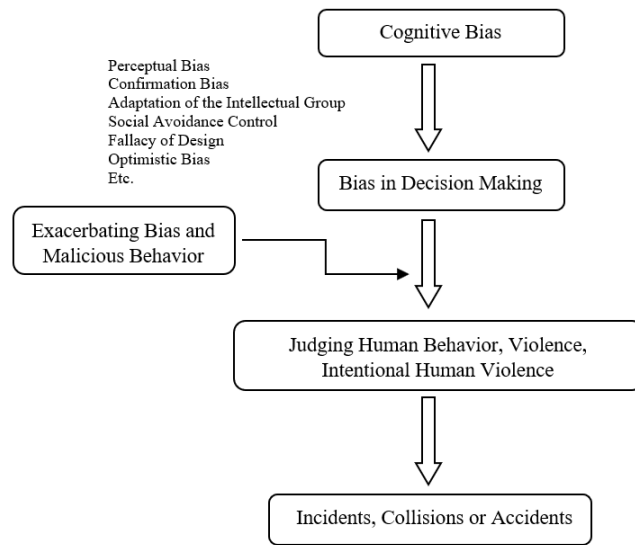 Cognitive Bias
Perceptual Bias
Confirmation Bias
Adaptation of the Intellectual Group
Social Avoidance Control
Fallacy of Design
Optimistic Bias
Etc.
Bias in Decision Making
Exacerbating Bias and
Malicious Behavior
Judging Human Behavior, Violence,
Intentional Human Violence
Incidents, Collisions or Accidents